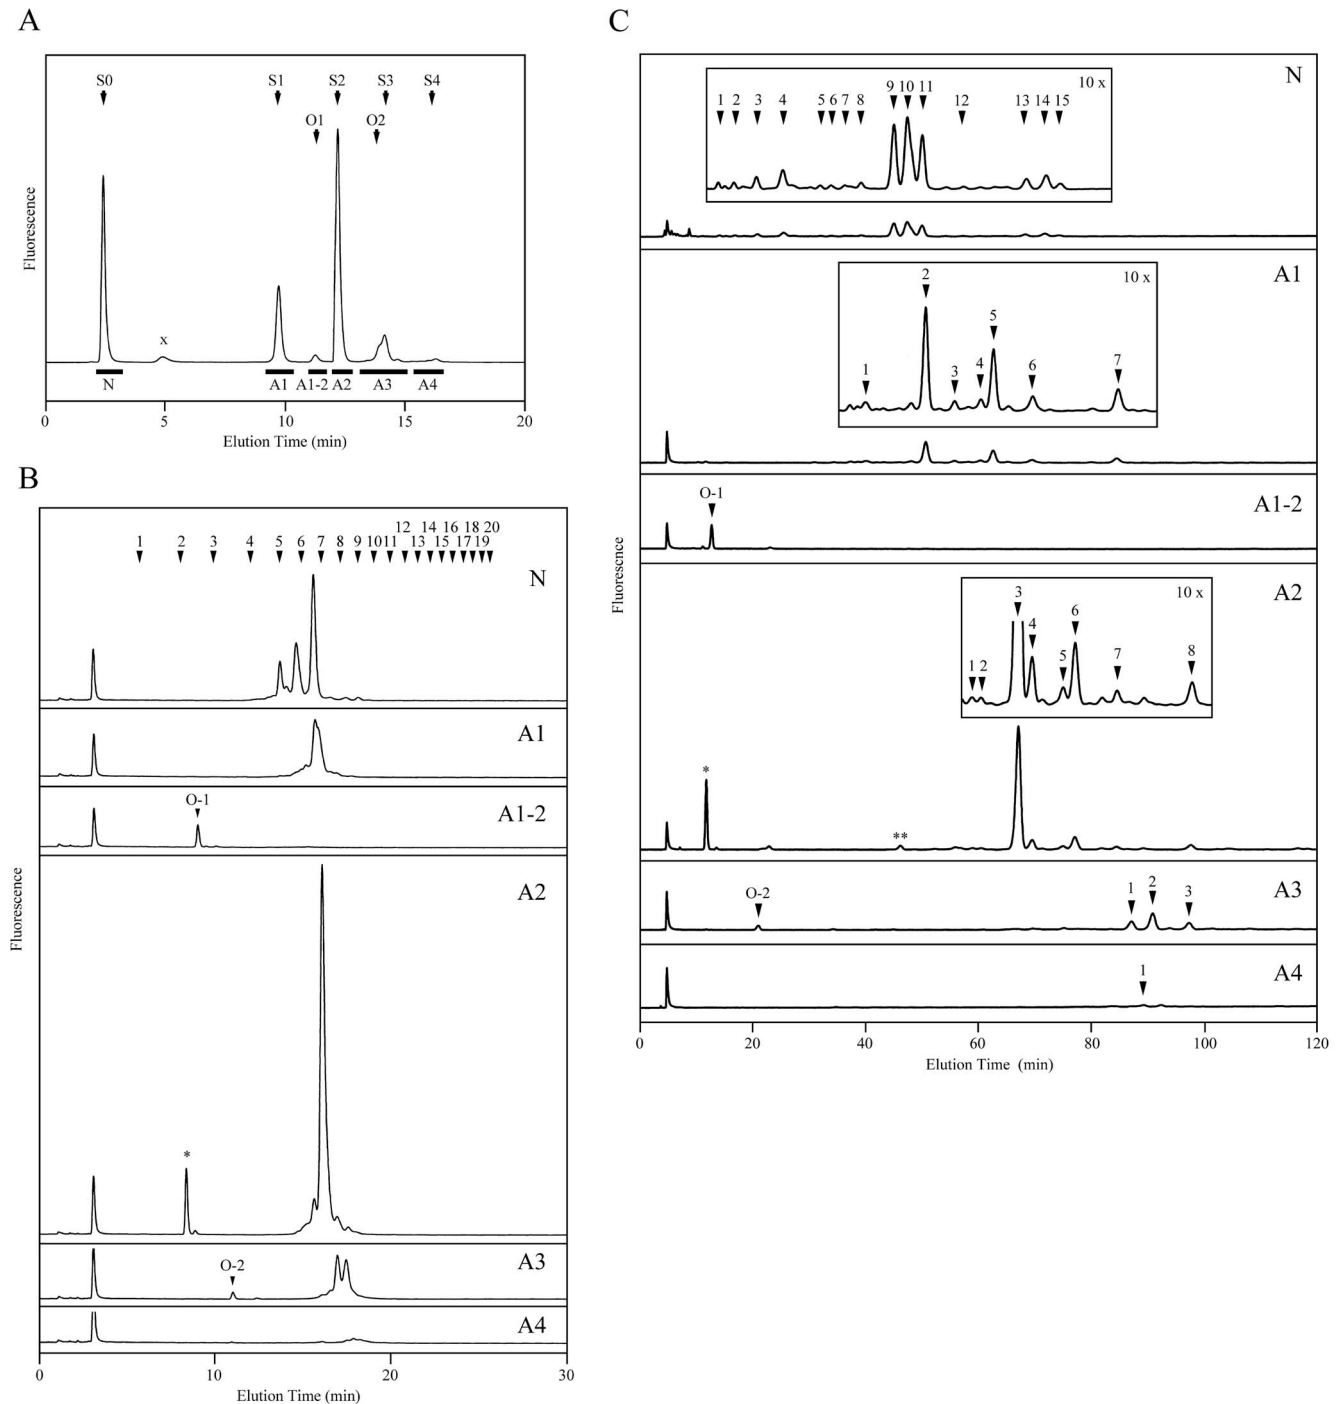 A
S0 S1 S2 S3 S4
O1 O2
x
N A1 A1-2 A2 A3 A4
Fluorescence
0 5 10 15 20
Elution Time (min)
B
12 14 16 18 20
1 2 3 4 5 6 7 8 9 10 11 13 15 17 19
N
A1
O-1
A1-2
A2
*
Fluorescence
A3
O-2
A4
0 10 20 30
Elution Time (min)
C
N
10 x
1 2 3 4 5 6 7 8 9 10 11 12 13 14 15
A1
10 x
1 2 3 4 5 6 7
O-1
A1-2
Fluorescnce
A2
10 x
1 2 3 4 5 6 7 8
*
**
A3
O-2
1 2 3
A4
1
0 20 40 60 80 100 120
Elution Time (min)